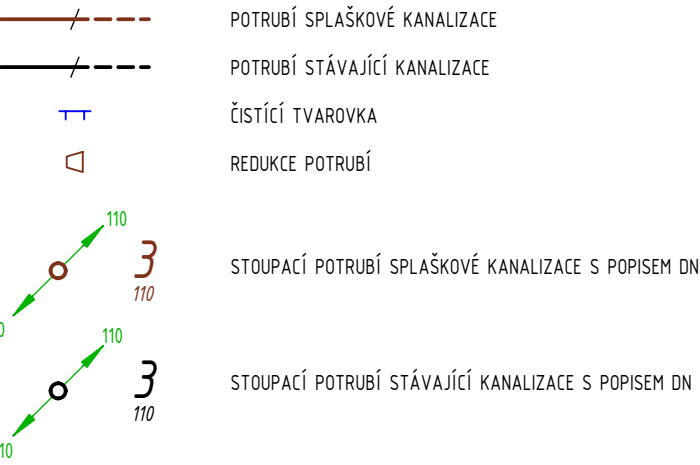 POTRUBÍ SPLAŠKOVÉ KANALIZACE
POTRUBÍ STÁVAJÍCÍ KANALIZACE
ČISTÍCÍ TVAROVKA
REDUKCE POTRUBÍ
110
3
110
STOUPACÍ POTRUBÍ SPLAŠKOVÉ KANALIZACE S POPISEM DN
110
3
110
STOUPACÍ POTRUBÍ STÁVAJÍCÍ KANALIZACE S POPISEM DN